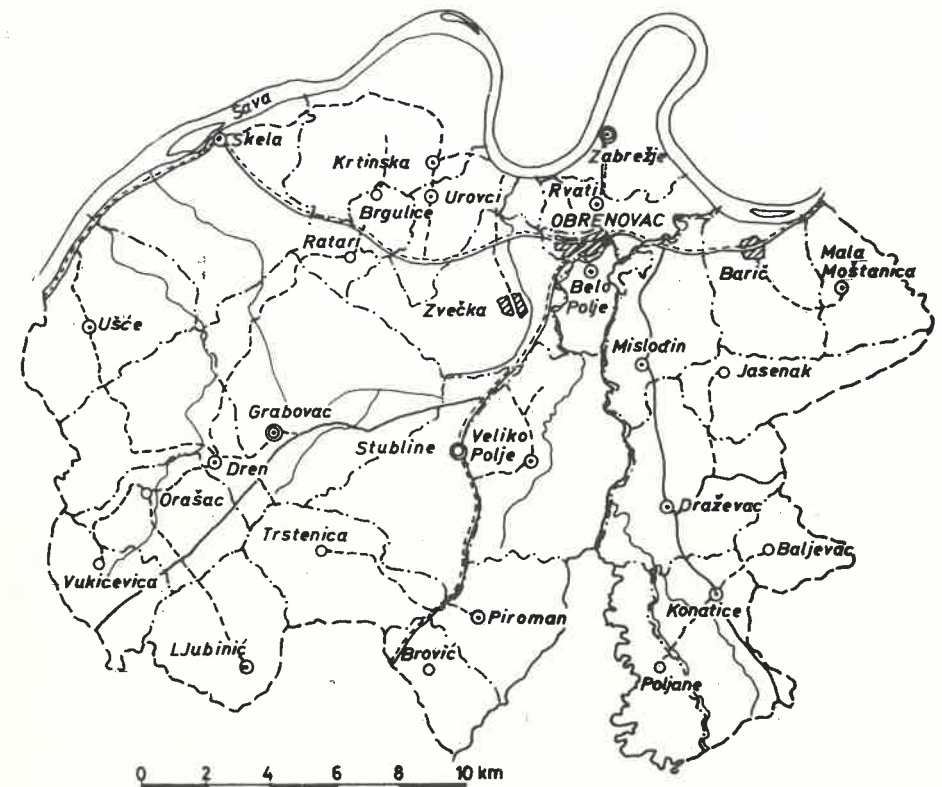 Sava
Skela
Zabrežje
Krtinska
Rvati
Brgulice
Urovci
OBRENOVAC
Ratari
Mala
Moštanica
Barič
Belo
Polje
Zvečka
Ušće
Mislođin
Jasenak
Grabovac
Stubline
Veliko
Polje
Dren
Orašac
Draževac
Trstenica
Baljevac
Vukicevica
Konatice
Piroman
LJubinić
Brović
Poljane
0 2 4 6 8 10 km